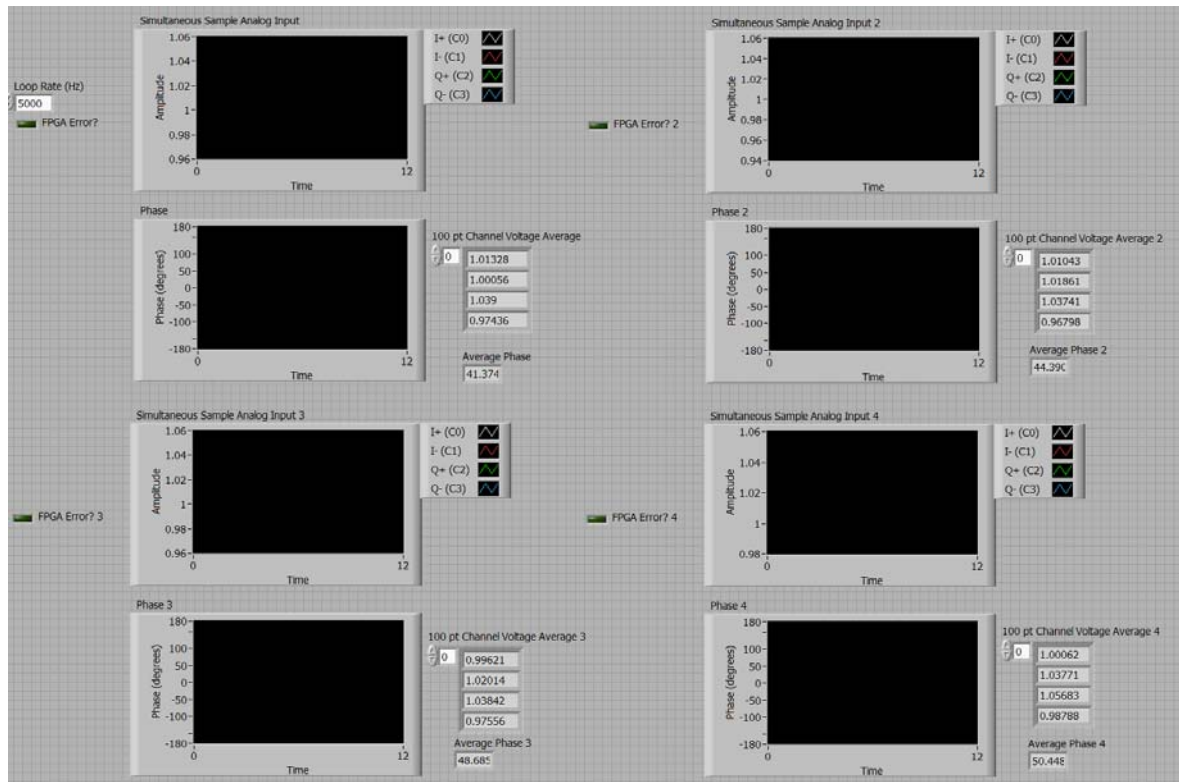 Simultaneous Sample Analog Input
Amplitude
1.06
1.04
1.02
1
0.98
0.96
0
12
Time
I+ (C0)
I- (C1)
Q+ (C2)
Q- (C3)
Loop Rate (Hz)
5000
FPGA Error?
Phase
Phase (degrees)
180
100
50
0
-50
-100
-180
0
12
Time
100 pt Channel Voltage Average
0
1.01328
1.00056
1.039
0.97436
Average Phase
41.374
Simultaneous Sample Analog Input 2
Amplitude
1.06
1.04
1.02
1
0.98
0.96
0.94
0
12
Time
I+ (C0)
I- (C1)
Q+ (C2)
Q- (C3)
FPGA Error? 2
Phase 2
Phase (degrees)
180
100
50
0
-50
-100
-180
0
12
Time
100 pt Channel Voltage Average 2
0
1.01043
1.01861
1.03741
0.96798
Average Phase 2
44.390
Simultaneous Sample Analog Input 3
Amplitude
1.06
1.04
1.02
1
0.98
0.96
0
12
Time
I+ (C0)
I- (C1)
Q+ (C2)
Q- (C3)
FPGA Error? 3
Phase 3
Phase (degrees)
180
100
50
0
-50
-100
-180
0
12
Time
100 pt Channel Voltage Average 3
0
0.99621
1.02014
1.03842
0.97556
Average Phase 3
48.685
Simultaneous Sample Analog Input 4
Amplitude
1.06
1.04
1.02
1
0.98
0
12
Time
I+ (C0)
I- (C1)
Q+ (C2)
Q- (C3)
FPGA Error? 4
Phase 4
Phase (degrees)
180
100
50
0
-50
-100
-180
0
12
Time
100 pt Channel Voltage Average 4
0
1.00062
1.03771
1.05683
0.98788
Average Phase 4
50.448